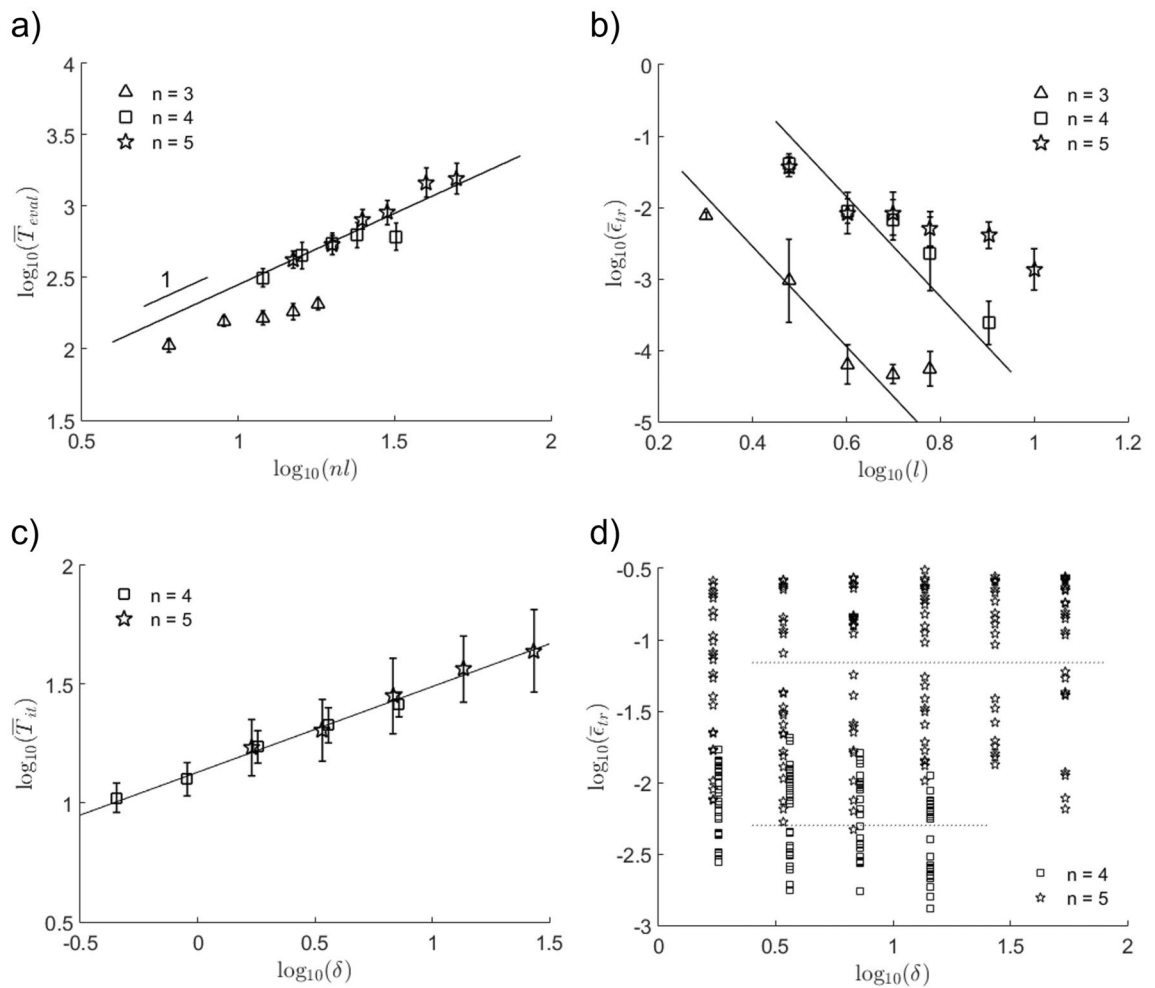 a)
4
3.5
3
2.5
2
1.5
0.5
1
1.5
2
log₁₀(nl)
log₁₀(T̅ₑᵥₐₗ)
n = 3
n = 4
n = 5
1
b)
0
-1
-2
-3
-4
-5
0.2
0.4
0.6
0.8
1
1.2
log₁₀(l)
log₁₀(ϵ̅ₜᵣ)
n = 3
n = 4
n = 5
c)
2
1.5
1
0.5
-0.5
0
0.5
1
1.5
log₁₀(δ)
log₁₀(T̅ᵢₜ)
n = 4
n = 5
d)
-0.5
-1
-1.5
-2
-2.5
-3
0
0.5
1
1.5
2
log₁₀(δ)
log₁₀(ϵ̅ₜᵣ)
n = 4
n = 5